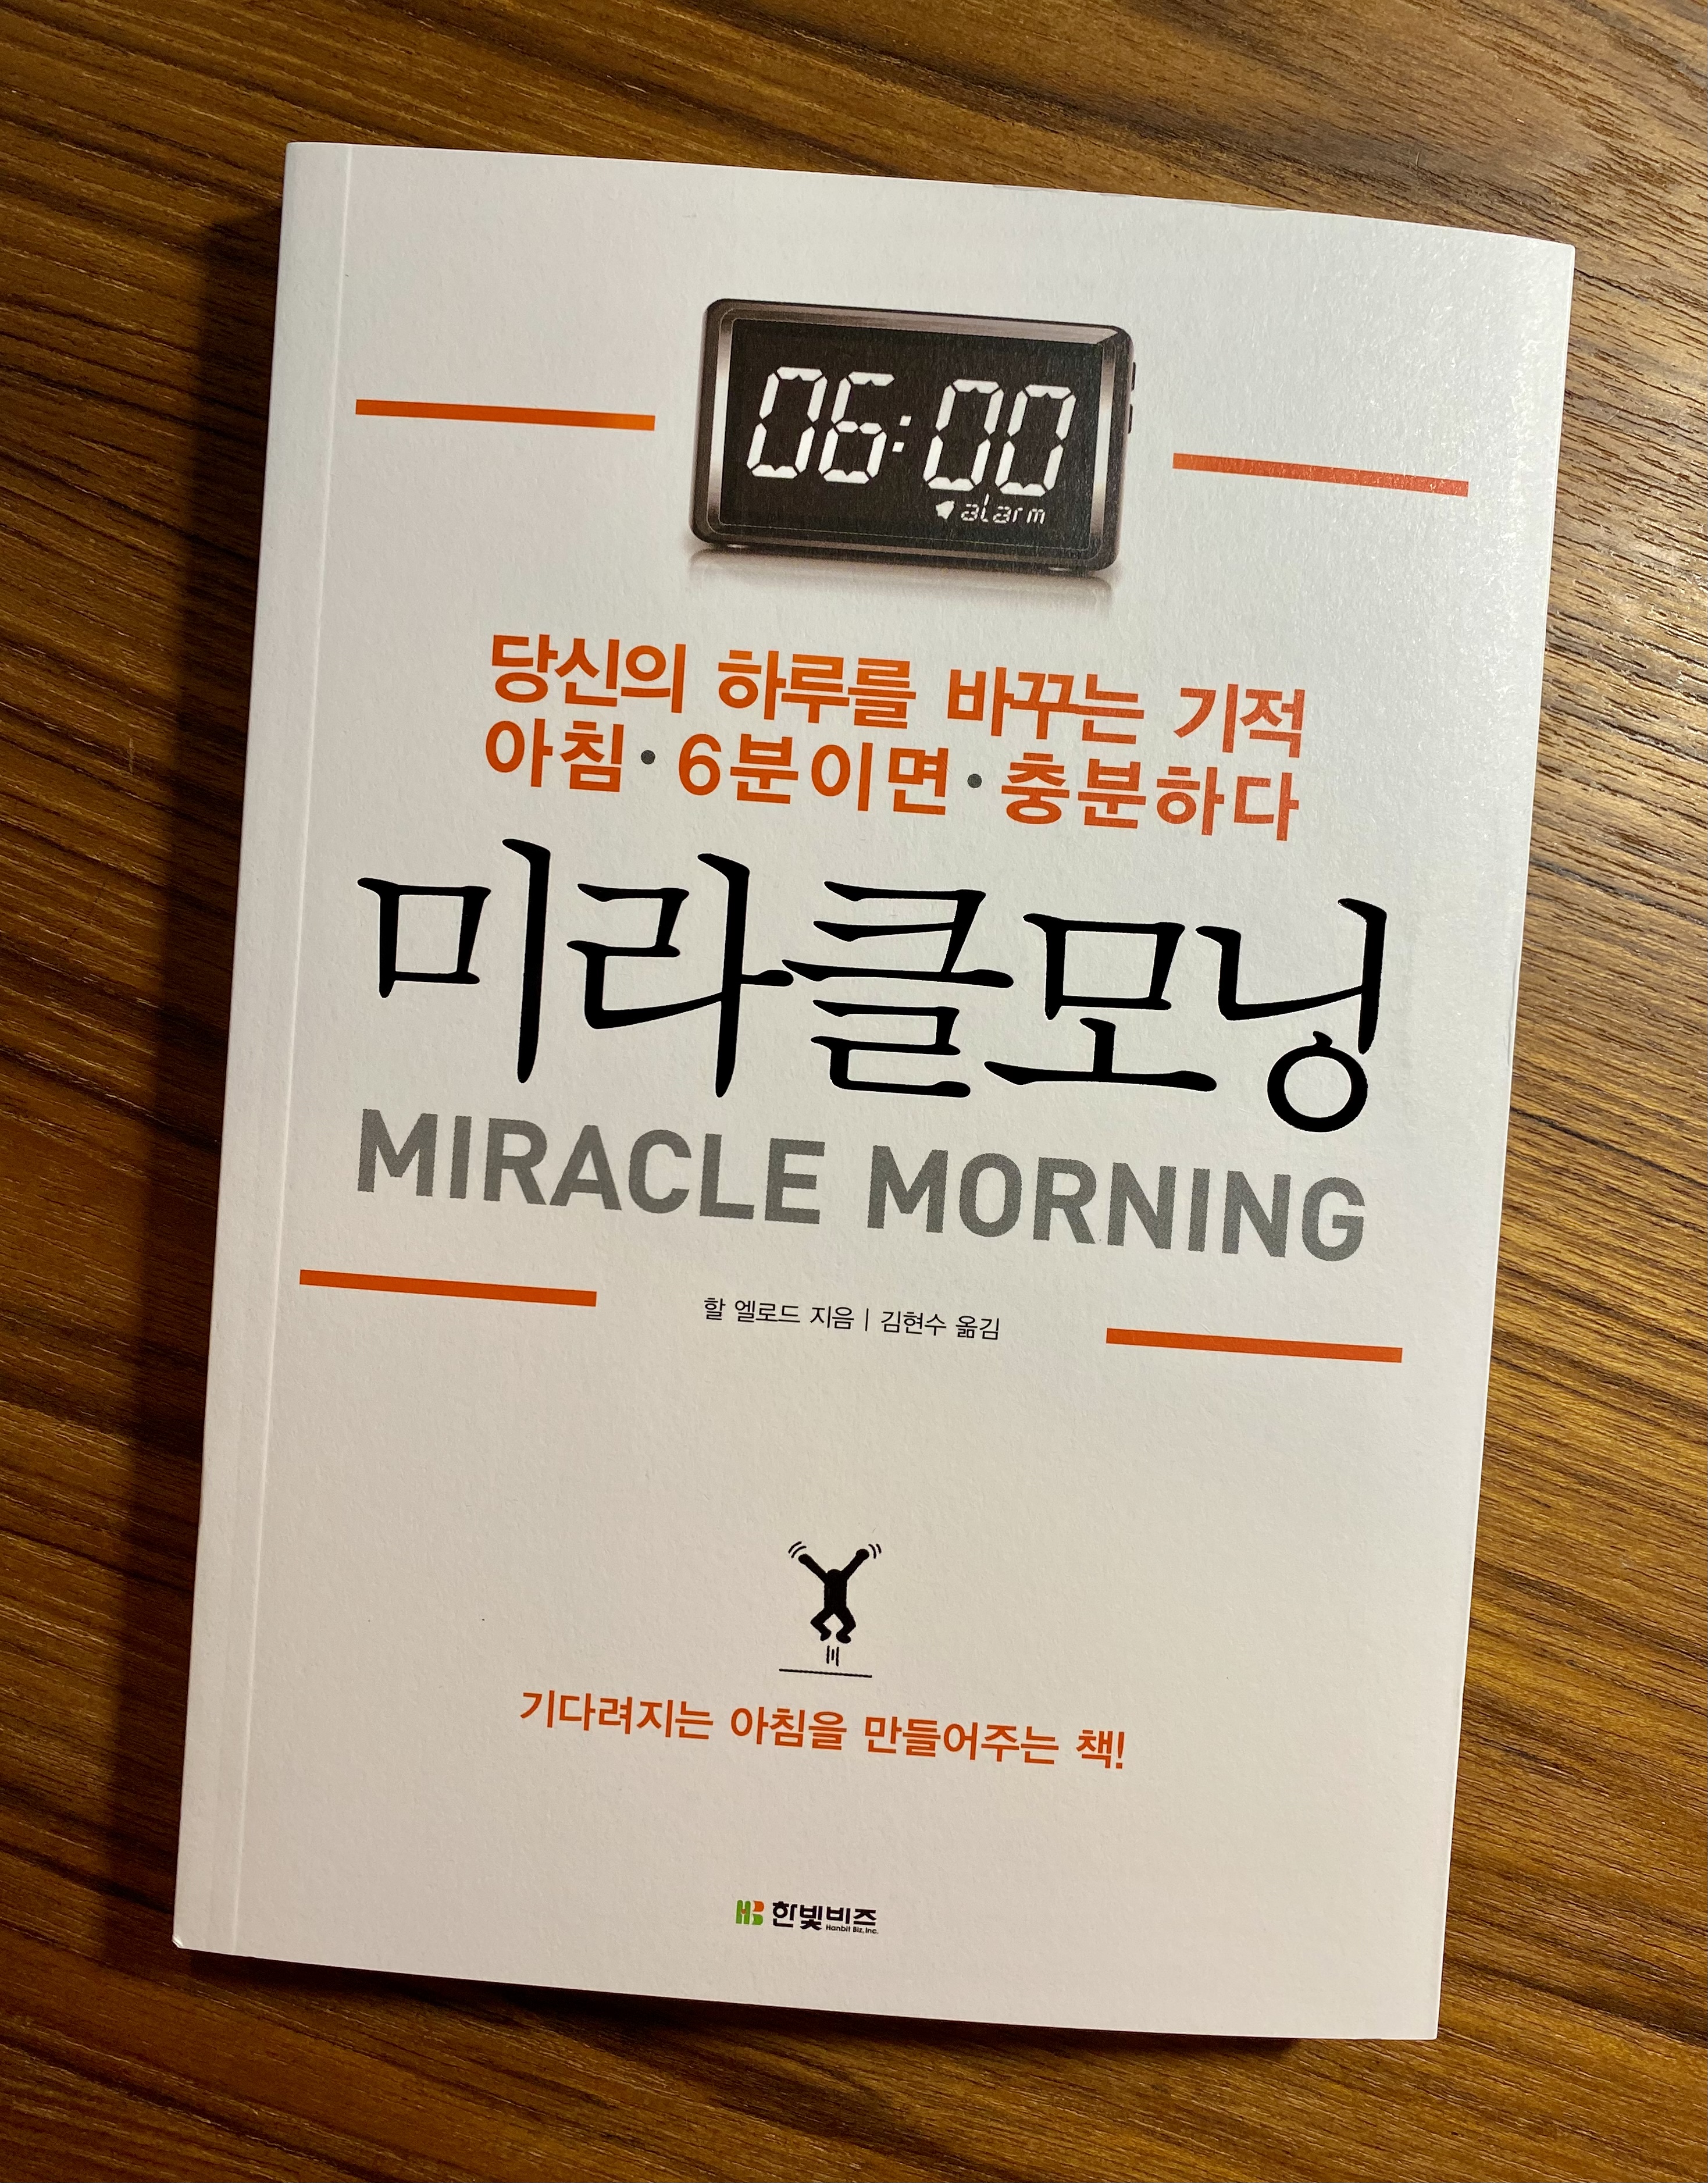 06:00
alarm
당신의 하루를 바꾸는 기적
아침·6분이면·충분하다
미라클모닝
MIRACLE MORNING
할 엘로드 지음 | 김현수 옮김
기다려지는 아침을 만들어주는 책!
HB 한빛비즈
Hanbit Biz, Inc.